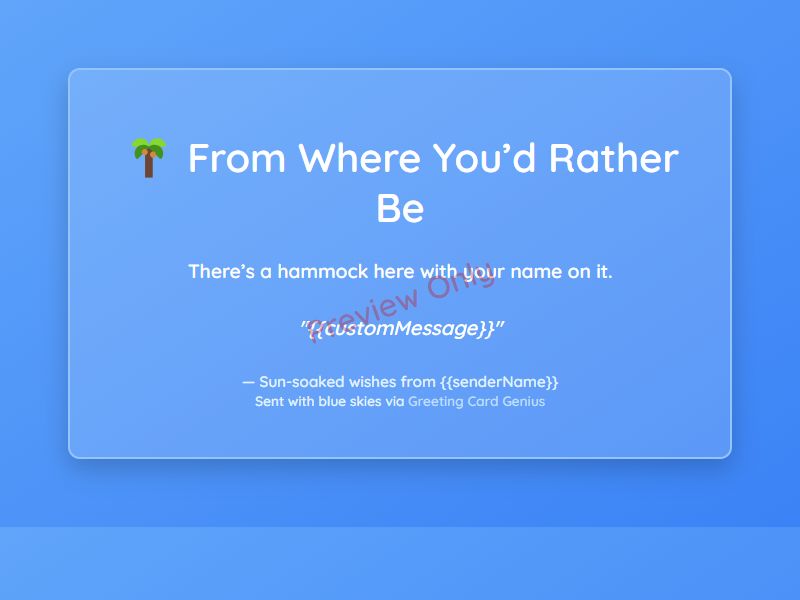 From Where You’d Rather
Be
There’s a hammock here with your name on it.
Preview Only
"{{customMessage}}"
— Sun-soaked wishes from {{senderName}}
Sent with blue skies via Greeting Card Genius